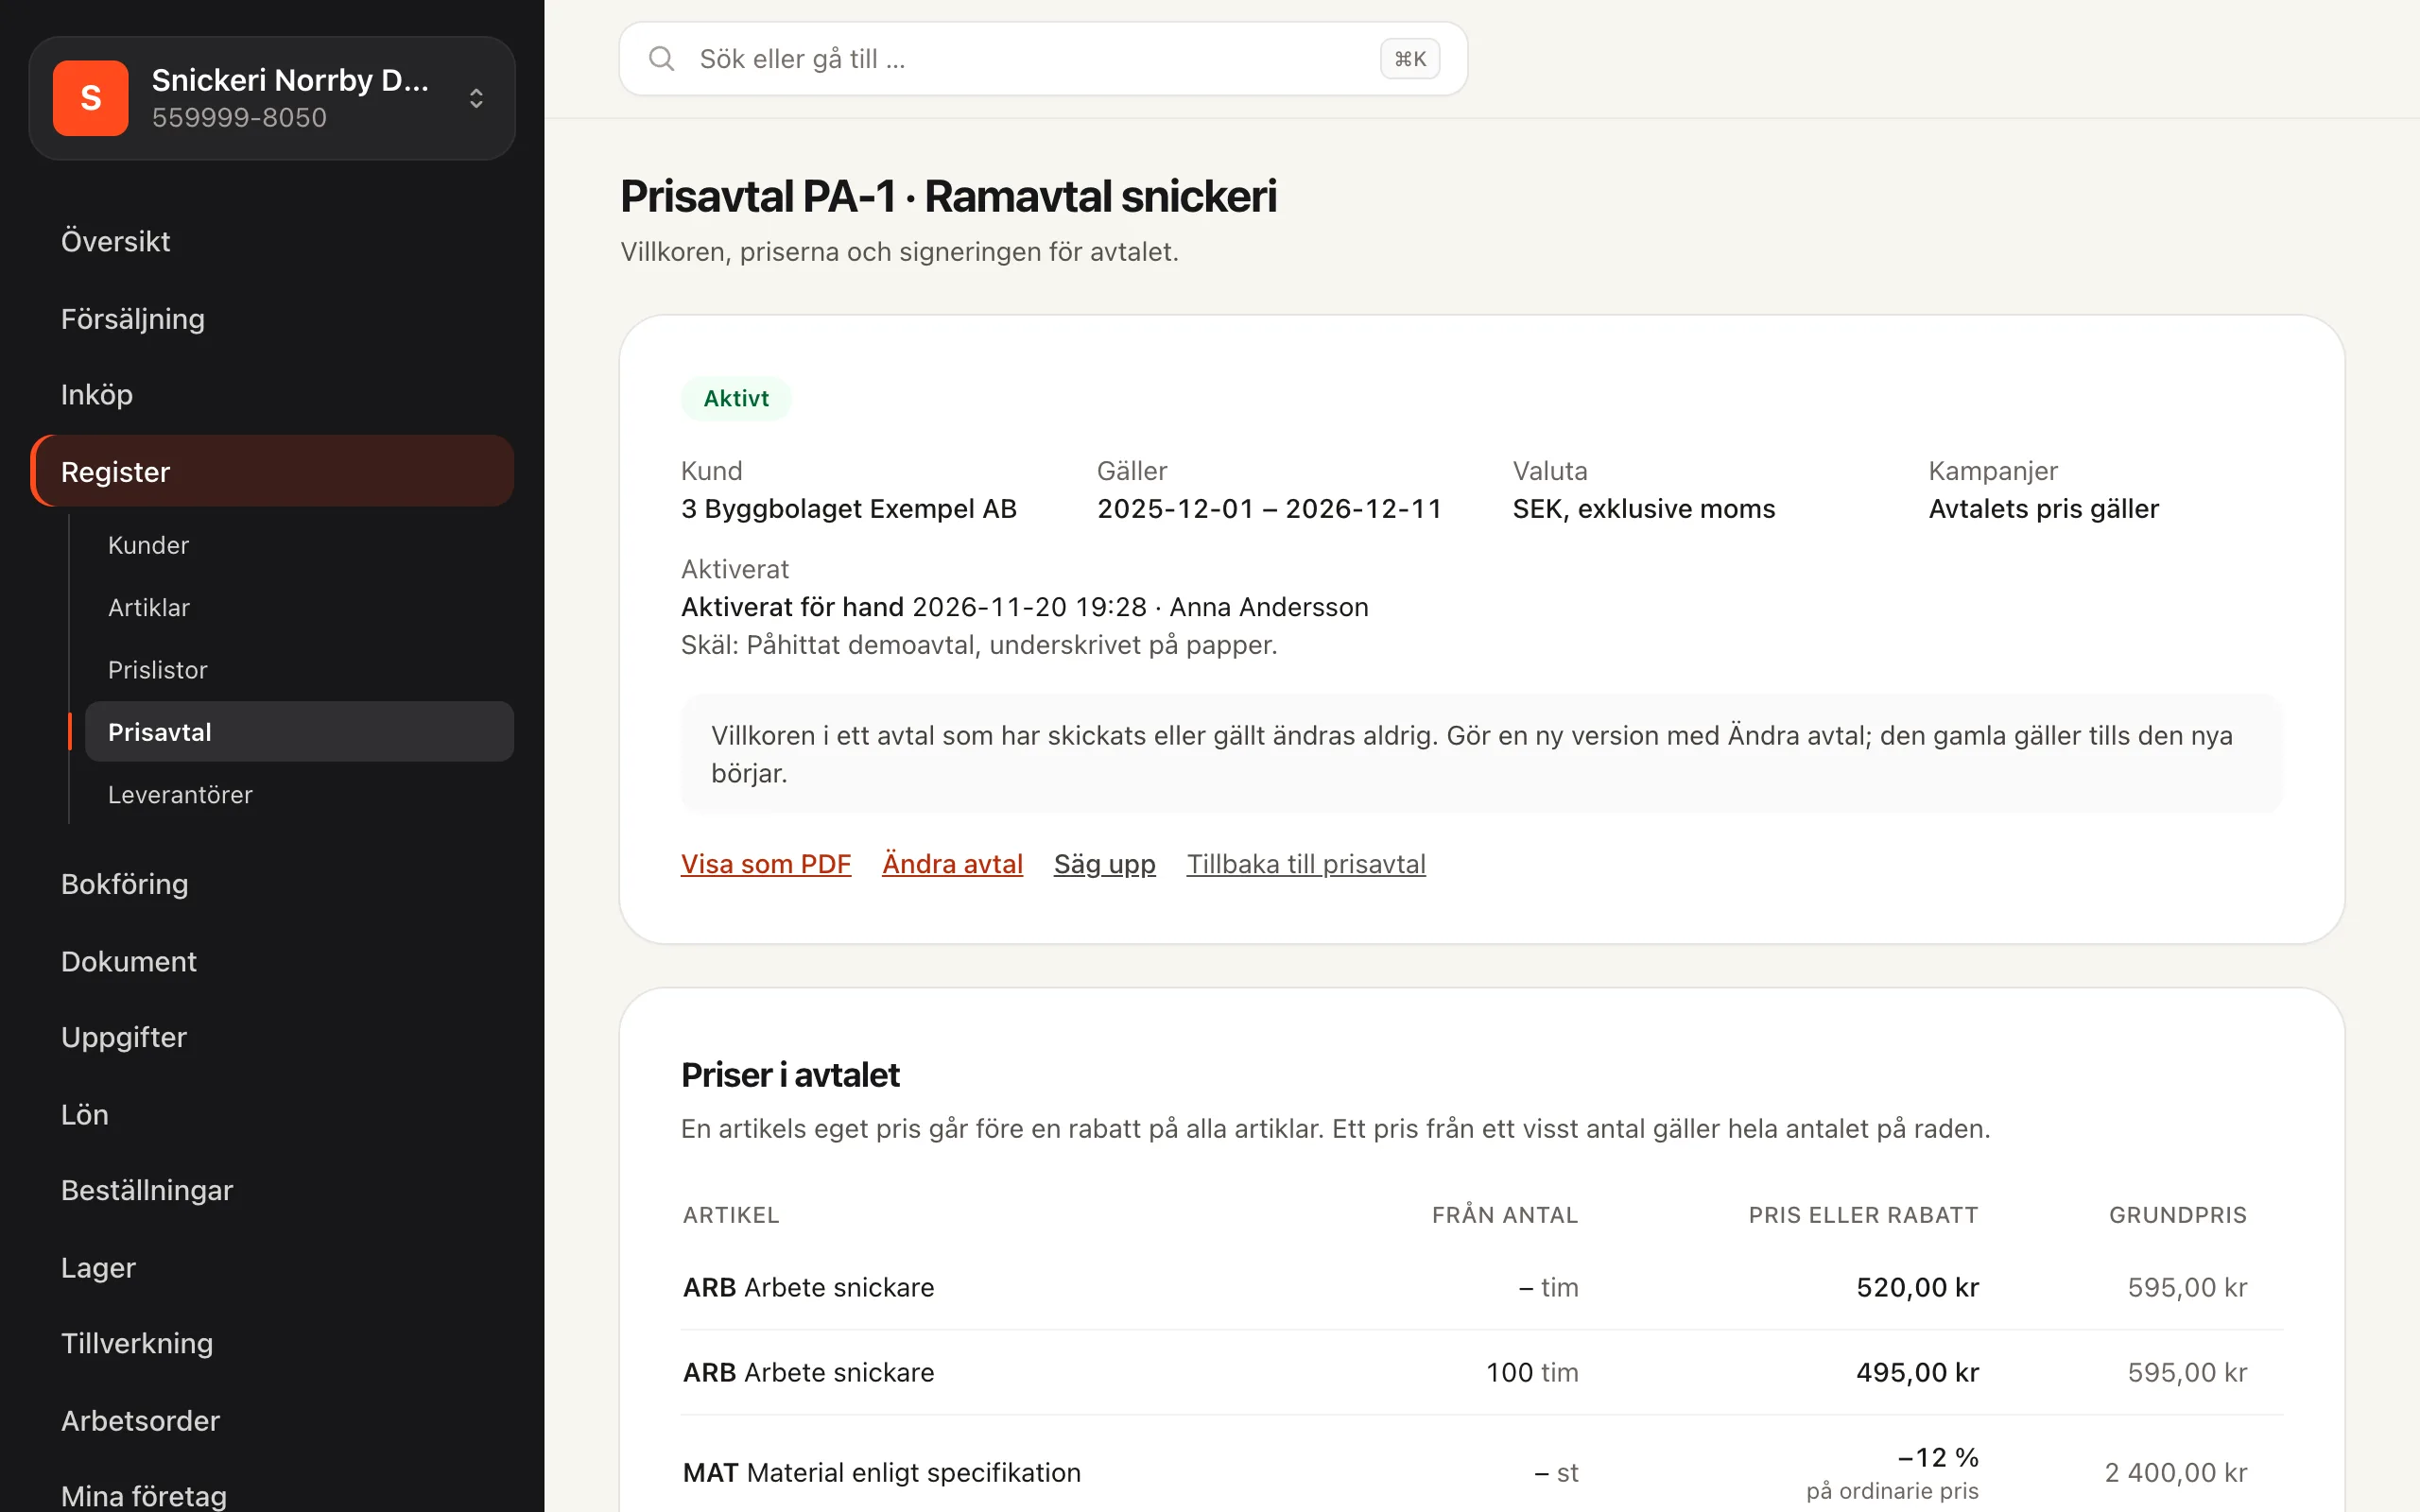 S
Snickeri Norrby D...
559999-8050
Översikt
Försäljning
Inköp
Register
Kunder
Artiklar
Prislistor
Prisavtal
Leverantörer
Bokföring
Dokument
Uppgifter
Lön
Beställningar
Lager
Tillverkning
Arbetsorder
Mina företag
Sök eller gå till ...
⌘K
Prisavtal PA-1 · Ramavtal snickeri
Villkoren, priserna och signeringen för avtalet.
Aktivt
Kund
3 Byggbolaget Exempel AB
Gäller
2025-12-01 – 2026-12-11
Valuta
SEK, exklusive moms
Kampanjer
Avtalets pris gäller
Aktiverat
Aktiverat för hand 2026-11-20 19:28 · Anna Andersson
Skäl: Påhittat demoavtal, underskrivet på papper.
Villkoren i ett avtal som har skickats eller gällt ändras aldrig. Gör en ny version med Ändra avtal; den gamla gäller tills den nya
börjar.
Visa som PDF Ändra avtal Säg upp Tillbaka till prisavtal
Priser i avtalet
En artikels eget pris går före en rabatt på alla artiklar. Ett pris från ett visst antal gäller hela antalet på raden.
ARTIKEL FRÅN ANTAL PRIS ELLER RABATT GRUNDPRIS
ARB Arbete snickare – tim 520,00 kr 595,00 kr
ARB Arbete snickare 100 tim 495,00 kr 595,00 kr
MAT Material enligt specifikation – st –12 % 2 400,00 kr
på ordinarie pris